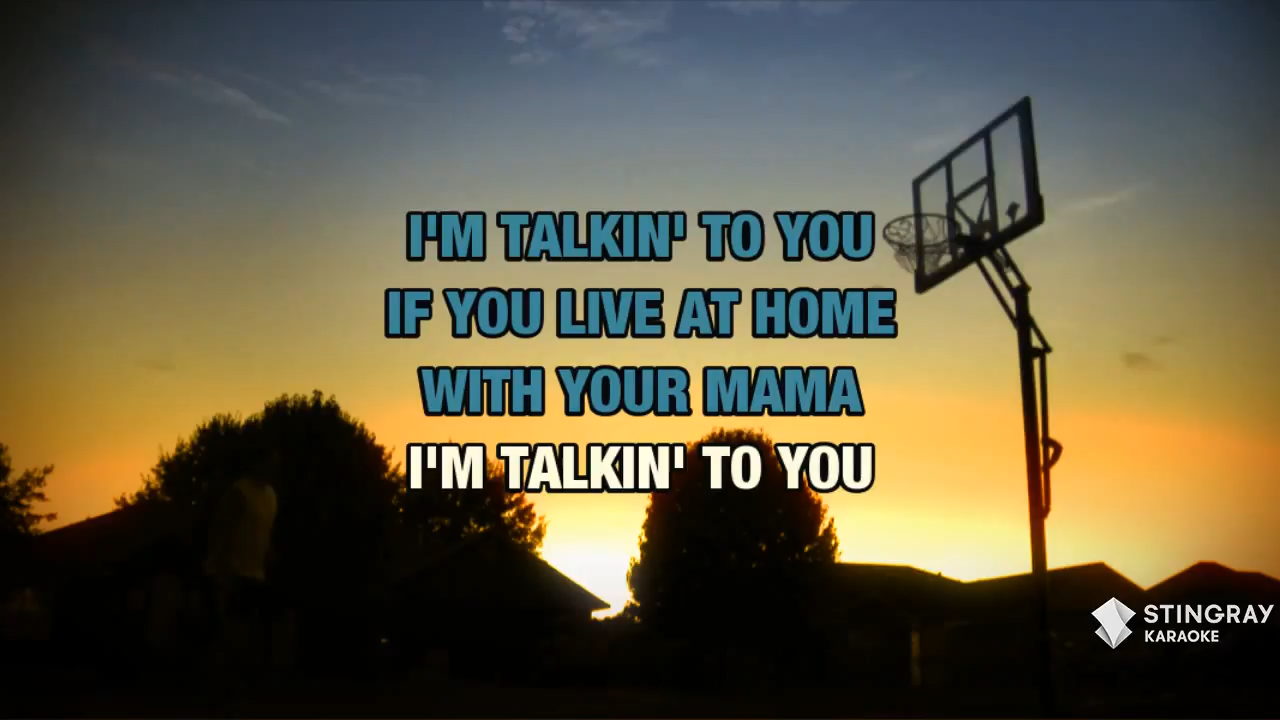 I'M TALKIN' TO YOU
IF YOU LIVE AT HOME
WITH YOUR MAMA
I'M TALKIN' TO YOU
STINGRAY
KARAOKE